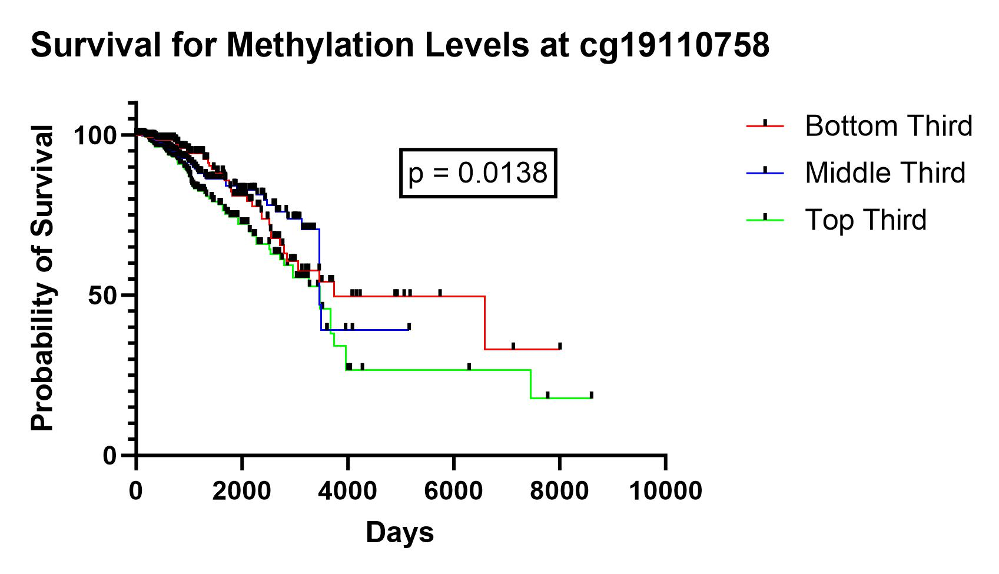 Survival for Methylation Levels at cg19110758
Probability of Survival
100
50
0
p = 0.0138
Bottom Third
Middle Third
Top Third
0 2000 4000 6000 8000 10000
Days